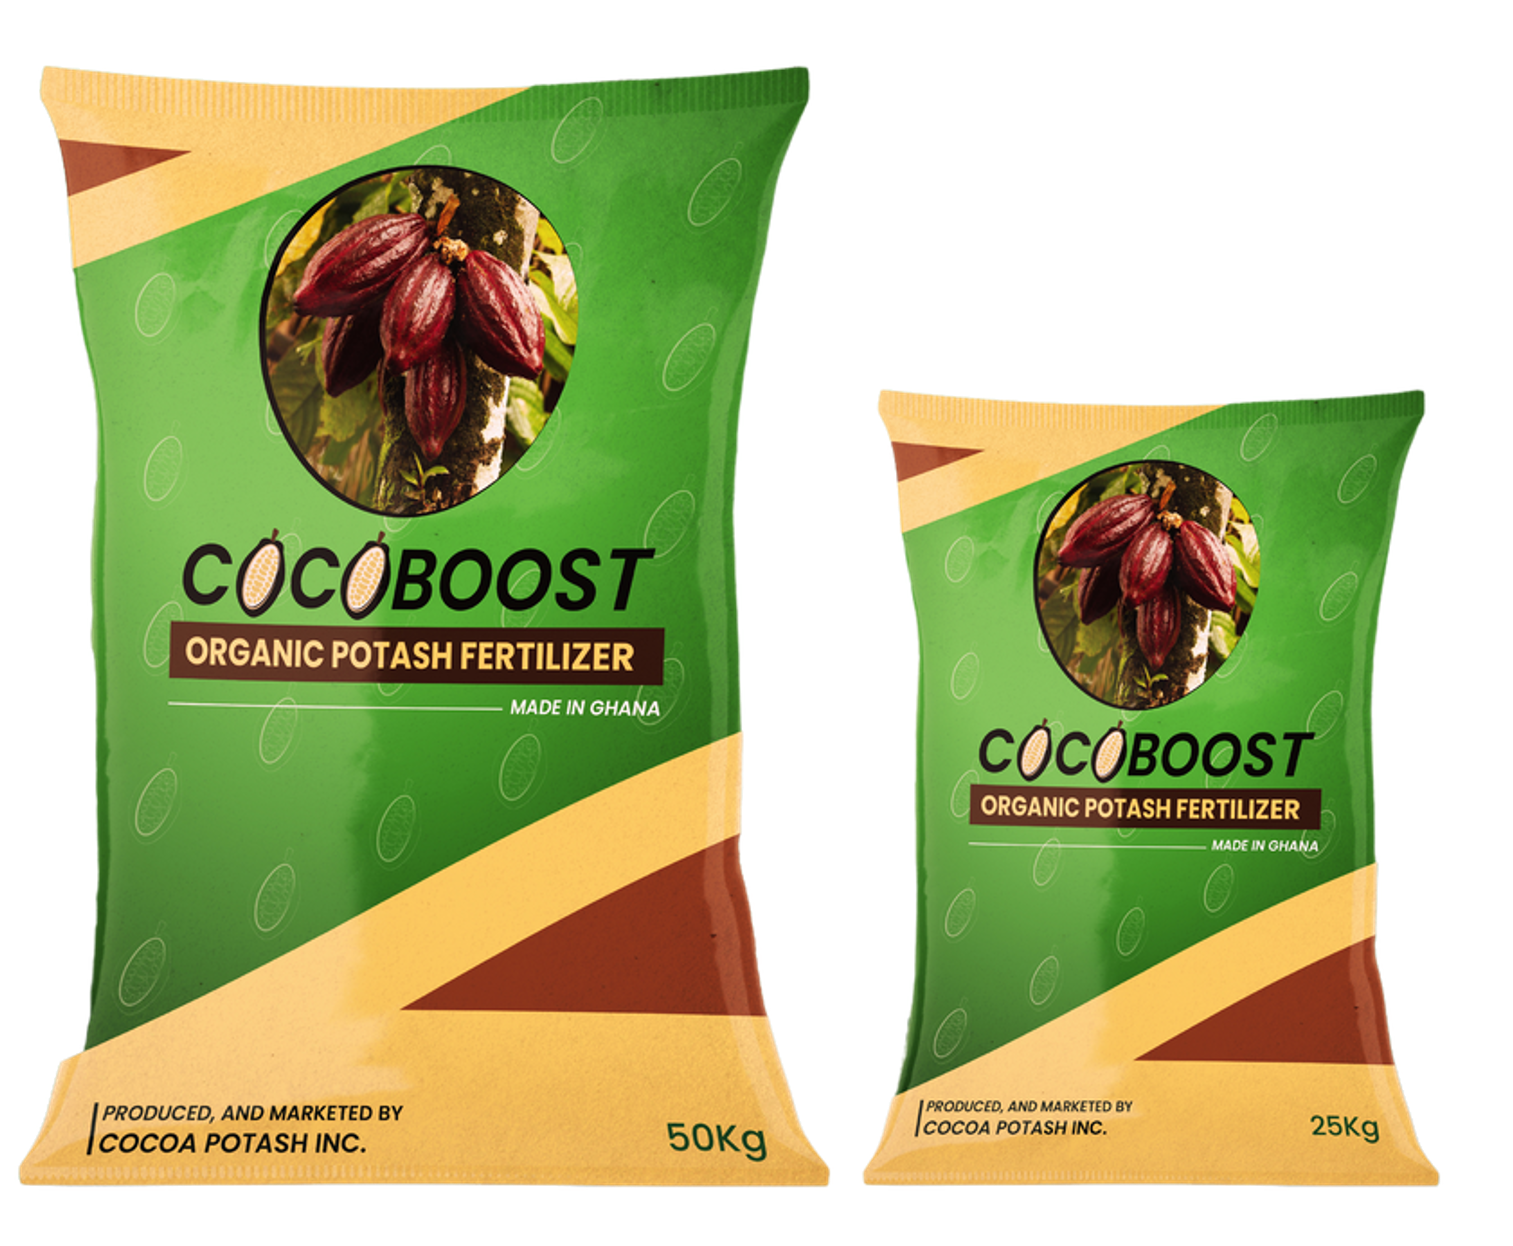 COCOBOOST
ORGANIC POTASH FERTILIZER
MADE IN GHANA
PRODUCED, AND MARKETED BY
COCOA POTASH INC.
50Kg
COCOBOOST
ORGANIC POTASH FERTILIZER
MADE IN GHANA
PRODUCED, AND MARKETED BY
COCOA POTASH INC.
25Kg